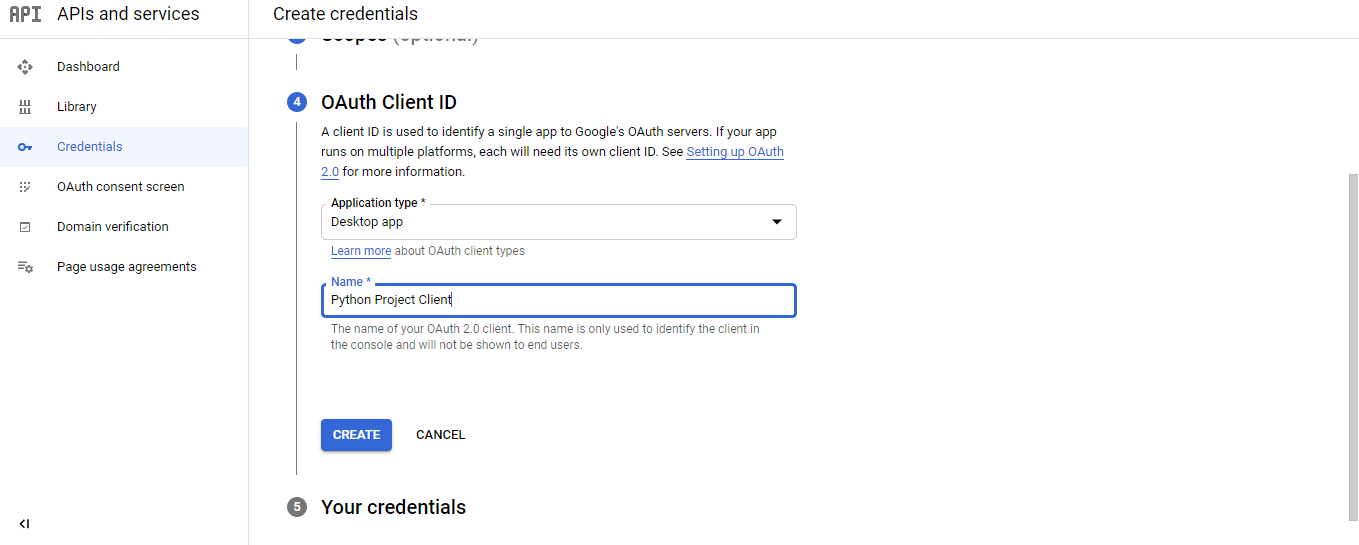 API APIs and services
Create credentials
Dashboard
Library
Credentials
OAuth consent screen
Domain verification
Page usage agreements
Scopes (optional)
4 OAuth Client ID
A client ID is used to identify a single app to Google's OAuth servers. If your app
runs on multiple platforms, each will need its own client ID. See Setting up OAuth
2.0 for more information.
Application type *
Desktop app
Learn more about OAuth client types
Name *
Python Project Client
The name of your OAuth 2.0 client. This name is only used to identify the client in
the console and will not be shown to end users.
CREATE CANCEL
5 Your credentials